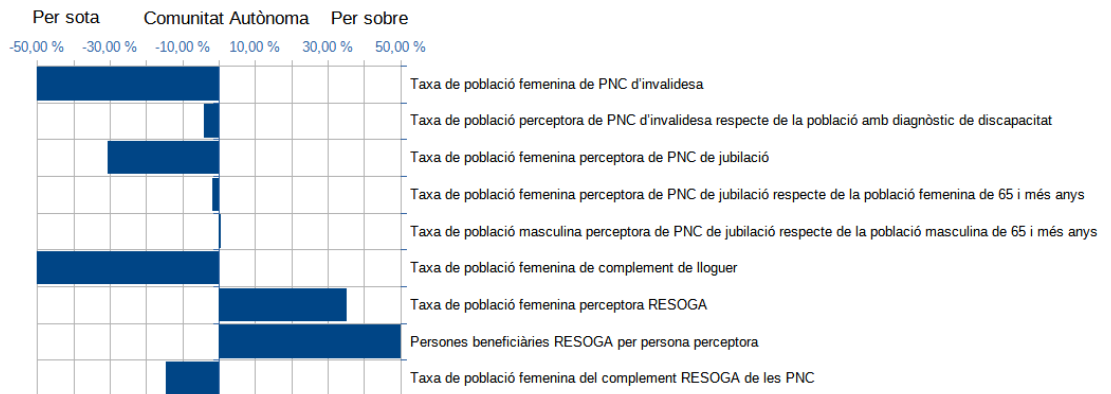 Per sota Comunitat Autònoma Per sobre
-50,00 % -30,00 % -10,00 % 10,00 % 30,00 % 50,00 %
Taxa de població femenina de PNC d'invalidesa
Taxa de població perceptora de PNC d'invalidesa respecte de la població amb diagnòstic de discapacitat
Taxa de població femenina perceptora de PNC de jubilació
Taxa de població femenina perceptora de PNC de jubilació respecte de la població femenina de 65 i més anys
Taxa de població masculina perceptora de PNC de jubilació respecte de la població masculina de 65 i més anys
Taxa de població femenina de complement de lloguer
Taxa de població femenina perceptora RESOGA
Persones beneficiàries RESOGA per persona perceptora
Taxa de població femenina del complement RESOGA de les PNC